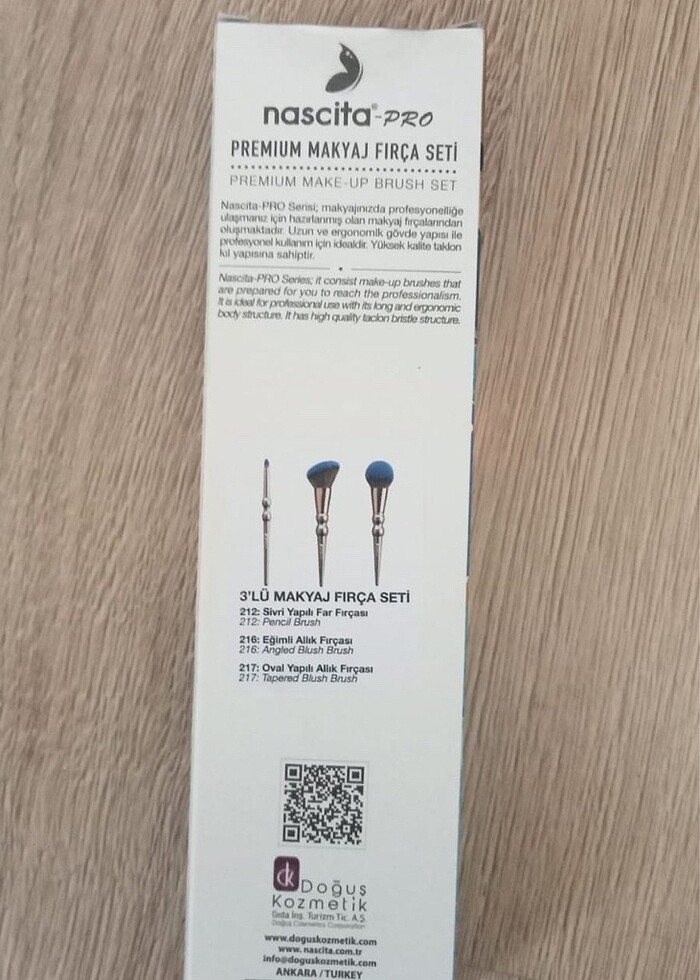 nascita®-PRO
PREMIUM MAKYAJ FIRÇA SETİ
PREMIUM MAKE-UP BRUSH SET
Nascita-PRO Serisi; makyajınızda profesyonelliğe
ulaşmanız için hazırlanmış olan makyaj fırçalarından
oluşmaktadır. Uzun ve ergonomik gövde yapısı ile
profesyonel kullanım için idealdir. Yüksek kalite taklon
kıl yapısına sahiptir.
Nascita-PRO Series; it consist make-up brushes that
are prepared for you to reach the professionalism.
It is ideal for professional use with its long and ergonomic
body structure. It has high quality taclon bristle structure.
3'LÜ MAKYAJ FIRÇA SETİ
212: Sivri Yapılı Far Fırçası
212: Pencil Brush
216: Eğimli Allık Fırçası
216: Angled Blush Brush
217: Oval Yapılı Allık Fırçası
217: Tapered Blush Brush
dk
Doğuş
Kozmetik
Gıda İnş. Turizm Tic. A.Ş.
Doğuş Cosmetics Corporation
www.doguskozmetik.com
www. nascita.com.tr
info@doguskozmetik.com
ANKARA / TURKEY